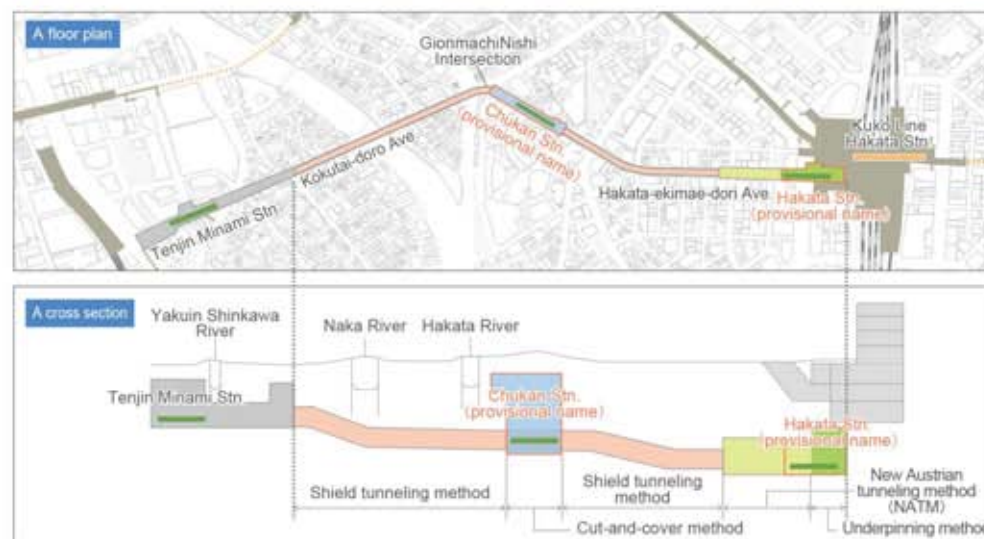 A floor plan
GionmachiNishi
Intersection
Chukan Stn.
(provisional name)
Kokutai-doro Ave
Tenjin Minami Stn
Kuko Line
Hakata Stn
Hakata-ekimae-dori Ave
Hakata Stn.
(provisional name)
A cross section
Yakuin Shinkawa
River
Naka River
Hakata River
Tenjin Minami Stn
Chukan Stn.
(provisional name)
Hakata Stn.
(provisional name)
Shield tunneling method
Shield tunneling
method
New Austrian
tunneling method
(NATM)
Cut-and-cover method
Underpinning method